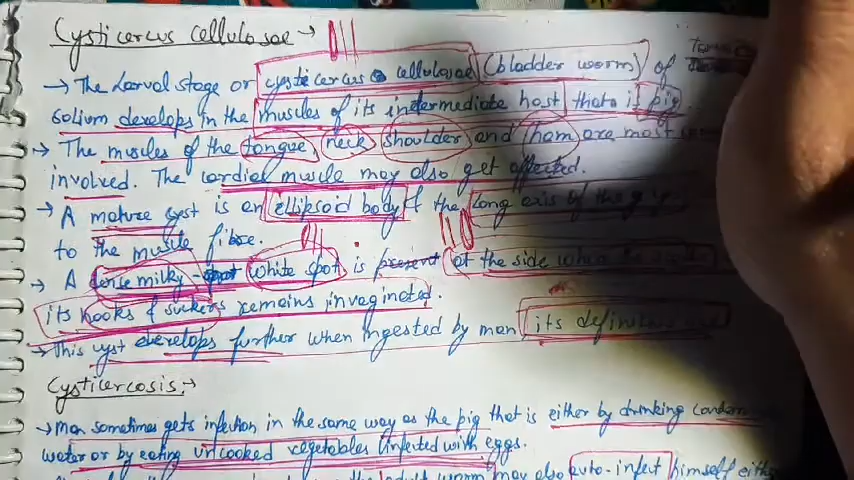 Cysticercus Cellulosae →
→ The Larval stage or cysticercus cellulosae (bladder worm) of
solium develops in the muscles of its intermediate host that is pig.
→ The muscles of the tongue, neck, shoulder and ham are most
involved. The cardial muscle may also get affected.
→ A mature cyst is an ellipsoid body & the long axis of the
to the muscle fibre.
→ A dense milky - white spot is present at the side where
its hooks & suckers remains invaginated.
→ This cyst develops further when ingested by man its definitive
Cysticercosis →
→ Man sometimes gets infection in the same way as the pig that is either by drinking
water or by eating uncooked vegetables infected with eggs.
may also auto-infect himself